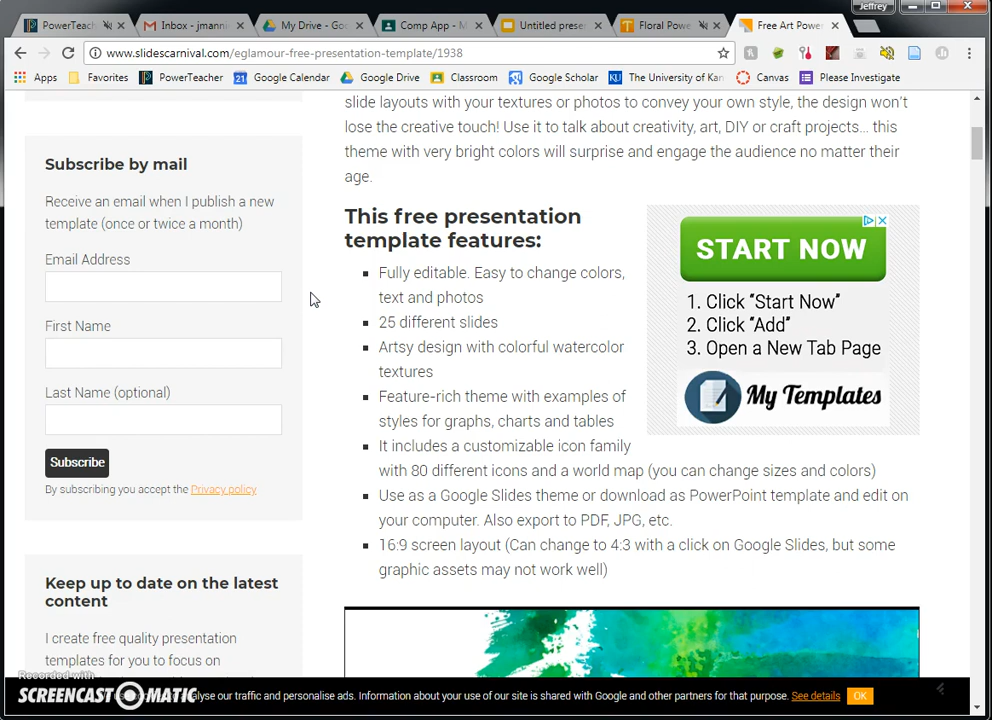 Jeffrey
PowerTeach
Inbox - jmanni
My Drive - Goo
Comp App - M
Untitled prese
Floral Powe
Free Art Power
www.slidescarnival.com/eglamour-free-presentation-template/1938
Apps
Favorites
PowerTeacher
21 Google Calendar
Google Drive
Classroom
Google Scholar
KU The University of Kan
Canvas
Please Investigate
slide layouts with your textures or photos to convey your own style, the design won't
lose the creative touch! Use it to talk about creativity, art, DIY or craft projects... this
theme with very bright colors will surprise and engage the audience no matter their
age.
Subscribe by mail
Receive an email when I publish a new
template (once or twice a month)
Email Address
First Name
Last Name (optional)
Subscribe
By subscribing you accept the Privacy policy
Keep up to date on the latest
content
I create free quality presentation
templates for you to focus on
This free presentation
template features:
Fully editable. Easy to change colors,
text and photos
25 different slides
Artsy design with colorful watercolor
textures
Feature-rich theme with examples of
styles for graphs, charts and tables
It includes a customizable icon family
with 80 different icons and a world map (you can change sizes and colors)
Use as a Google Slides theme or download as PowerPoint template and edit on
your computer. Also export to PDF, JPG, etc.
16:9 screen layout (Can change to 4:3 with a click on Google Slides, but some
graphic assets may not work well)
START NOW
1. Click "Start Now"
2. Click "Add"
3. Open a New Tab Page
My Templates
Recorded with
SCREENCAST MATIC
analyse our traffic and personalise ads. Information about your use of our site is shared with Google and other partners for that purpose. See details OK